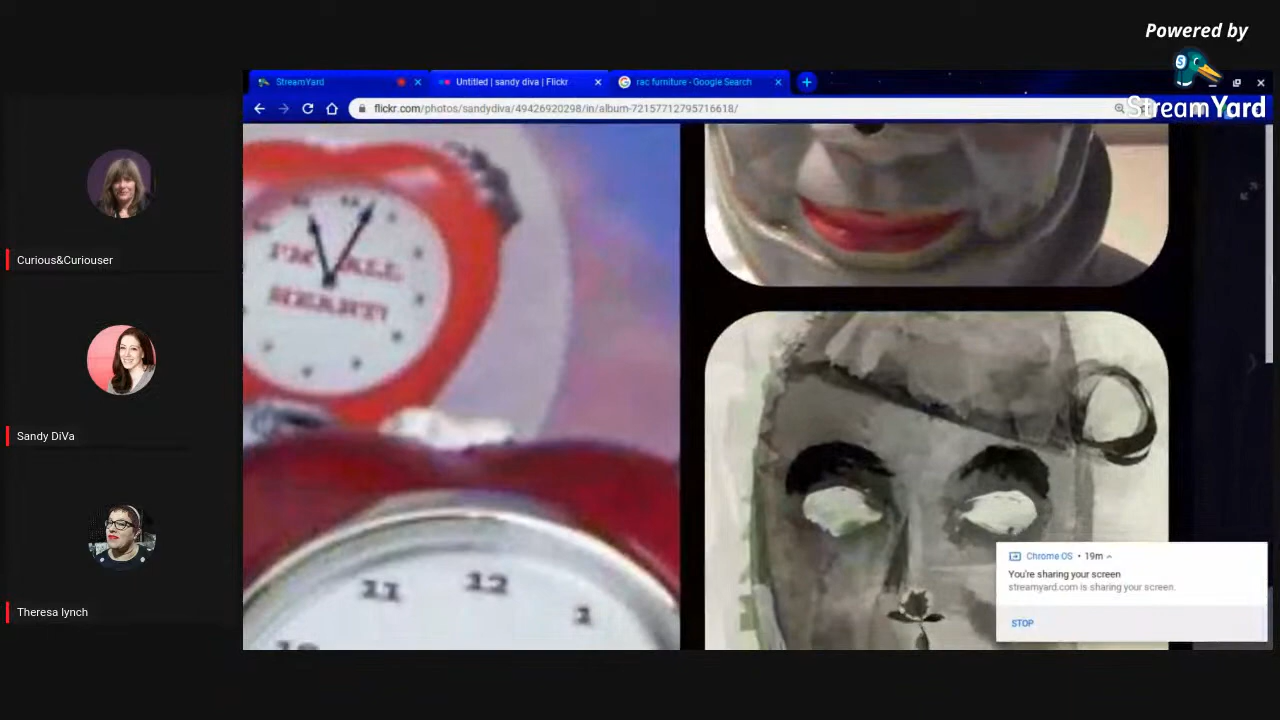 Powered by
StreamYard
StreamYard
Untitled | sandy diva | Flickr
rac furniture - Google Search
flickr.com/photos/sandydiva/49426920298/in/album-72157712795716618/
Curious&Curiouser
Sandy DiVa
Theresa lynch
I'M ALL
HEART!
11
12
1
10
Chrome OS • 19m
You're sharing your screen
streamyard.com is sharing your screen.
STOP